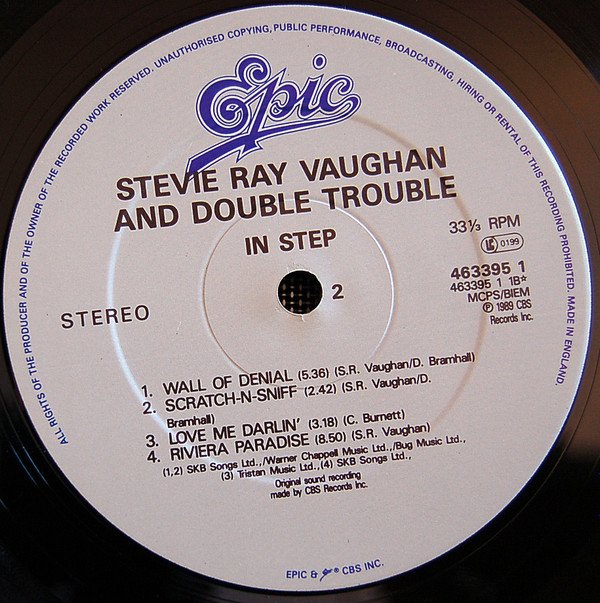 ALL RIGHTS OF THE PRODUCER AND OF THE OWNER OF THE RECORDED WORK RESERVED. UNAUTHORISED COPYING, PUBLIC PERFORMANCE, BROADCASTING, HIRING OR RENTAL OF THIS RECORDING PROHIBITED. MADE IN ENGLAND.
Epic
STEVIE RAY VAUGHAN
AND DOUBLE TROUBLE
IN STEP
33⅓ RPM
LC 0199
463395 1
463395 1 1B☆
MCPS/BIEM
℗ 1989 CBS
Records Inc.
2
STEREO
1. WALL OF DENIAL (5.36) (S.R. Vaughan/D. Bramhall)
2. SCRATCH-N-SNIFF (2.42) (S.R. Vaughan/D.
Bramhall)
3. LOVE ME DARLIN' (3.18) (C. Burnett)
4. RIVIERA PARADISE (8.50) (S.R. Vaughan)
(1,2) SKB Songs Ltd.,/Warner Chappell Music Ltd.,/Bug Music Ltd.,
(3) Tristan Music Ltd.,(4) SKB Songs Ltd.,
Original sound recording
made by CBS Records Inc.
EPIC & ® CBS INC.